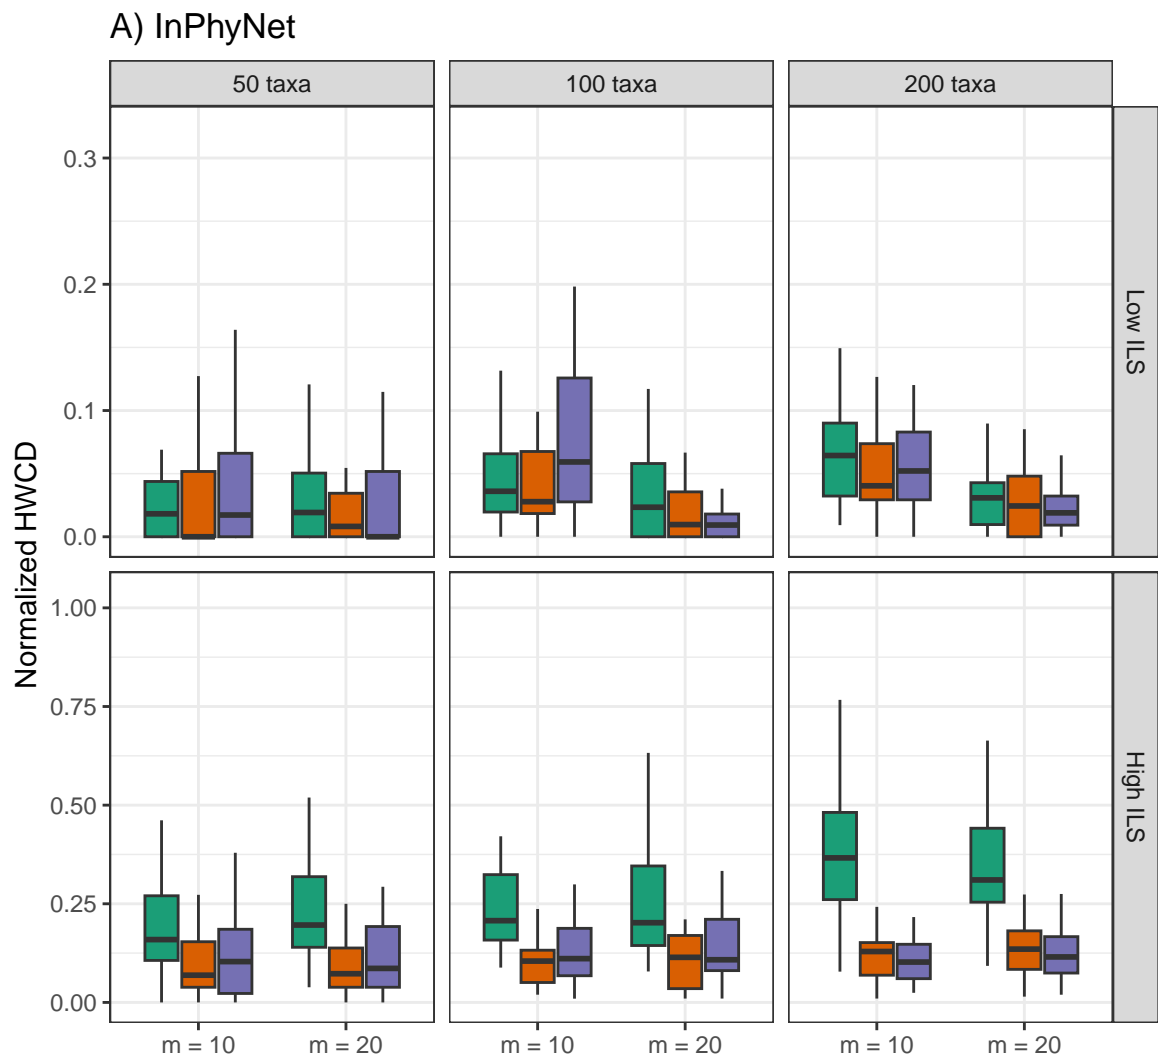 A) InPhyNet
50 taxa
100 taxa
200 taxa
Normalized HWCD
0.3
0.2
0.1
0.0
Low ILS
1.00
0.75
0.50
0.25
0.00
High ILS
m = 10
m = 20
m = 10
m = 20
m = 10
m = 20